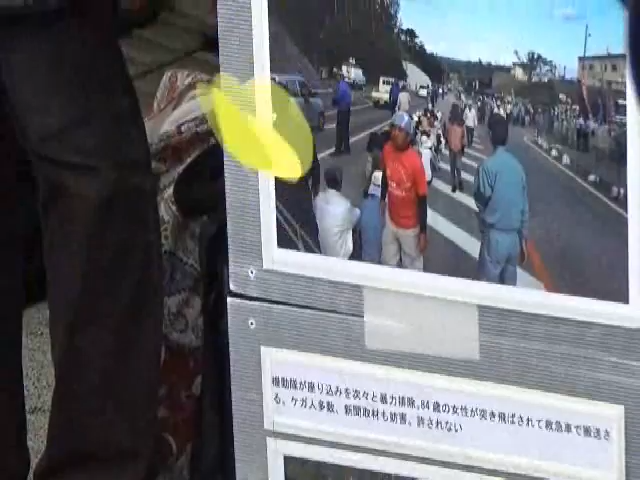 機動隊が座り込みを次々と暴力排除。84歳の女性が突き飛ばされて救急車で搬送さ
る。ケガ人多数、新聞取材も妨害。許されない